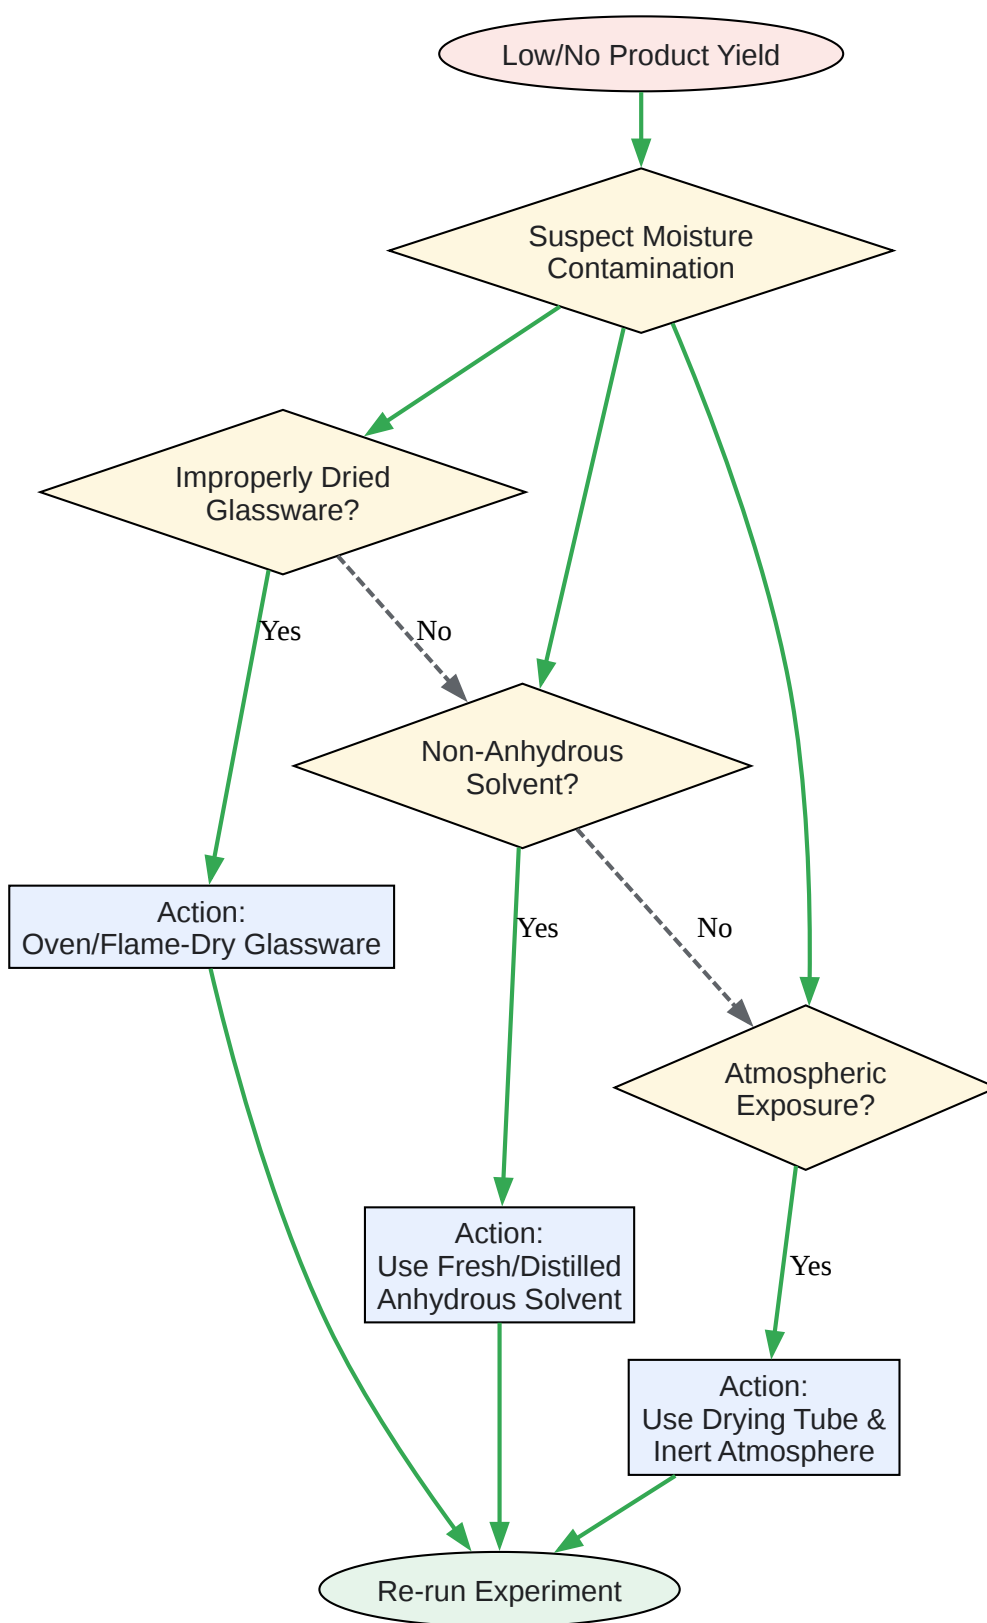 Low/No Product Yield
Suspect Moisture
Contamination
Improperly Dried
Glassware?
Yes
No
Non-Anhydrous
Solvent?
Action:
Oven/Flame-Dry Glassware
Yes
No
Atmospheric
Exposure?
Action:
Use Fresh/Distilled
Anhydrous Solvent
Yes
Action:
Use Drying Tube &
Inert Atmosphere
Re-run Experiment